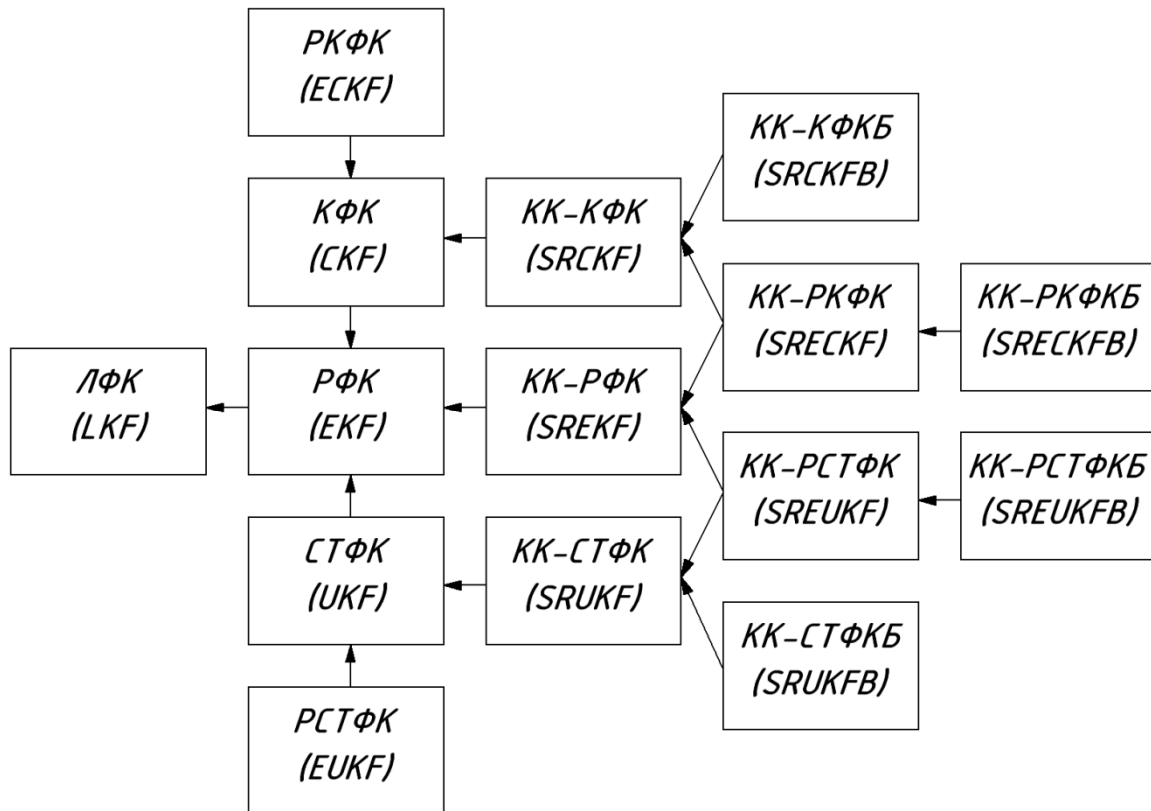 РКФК
(ECKF)
КК-КФКБ
(SRCKFB)
КФК
(CKF)
КК-КФК
(SRCKF)
КК-РКФК
(SRECKF)
КК-РКФКБ
(SRECKFB)
ЛФК
(LKF)
РФК
(EKF)
КК-РФК
(SREKF)
КК-РСТФК
(SREUKF)
КК-РСТФКБ
(SREUKFB)
СТФК
(UKF)
КК-СТФК
(SRUKF)
КК-СТФКБ
(SRUKFB)
РСТФК
(EUKF)